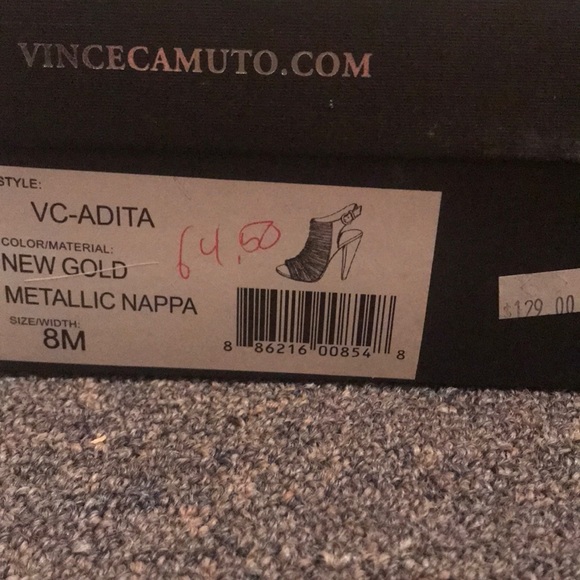 VINCECAMUTO.COM
STYLE:
VC-ADITA
COLOR/MATERIAL:
NEW GOLD
METALLIC NAPPA
SIZE/WIDTH:
8M
64.50
8 86216 00854 8
$129.00